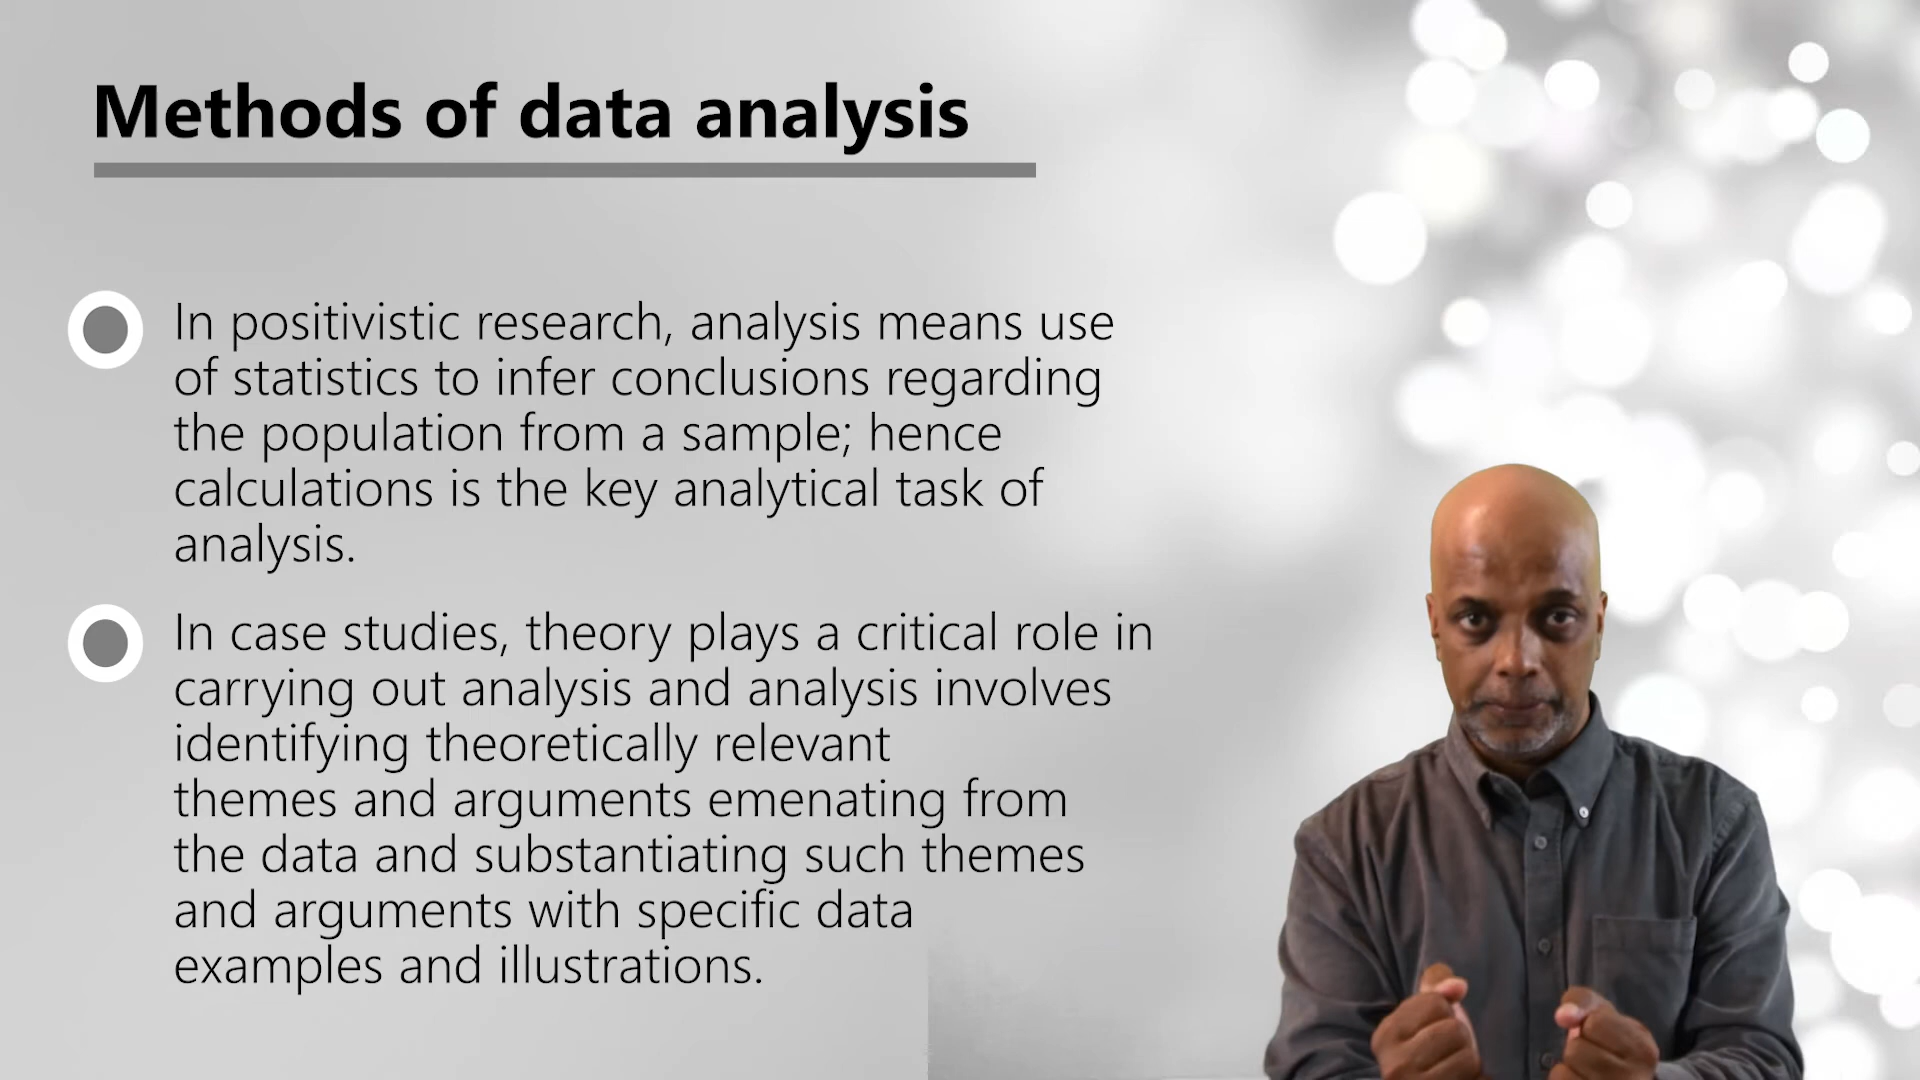 Methods of data analysis
In positivistic research, analysis means use
of statistics to infer conclusions regarding
the population from a sample; hence
calculations is the key analytical task of
analysis.
In case studies, theory plays a critical role in
carrying out analysis and analysis involves
identifying theoretically relevant
themes and arguments emenating from
the data and substantiating such themes
and arguments with specific data
examples and illustrations.